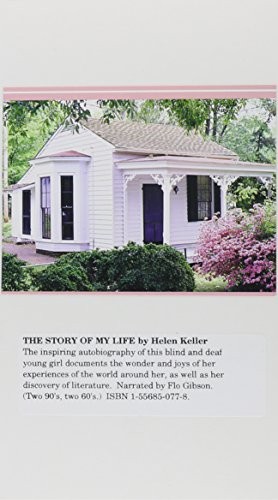 THE STORY OF MY LIFE by Helen Keller
The inspiring autobiography of this blind and deaf
young girl documents the wonder and joys of her
experiences of the world around her, as well as her
discovery of literature. Narrated by Flo Gibson.
(Two 90's, two 60's.) ISBN 1-55685-077-8.